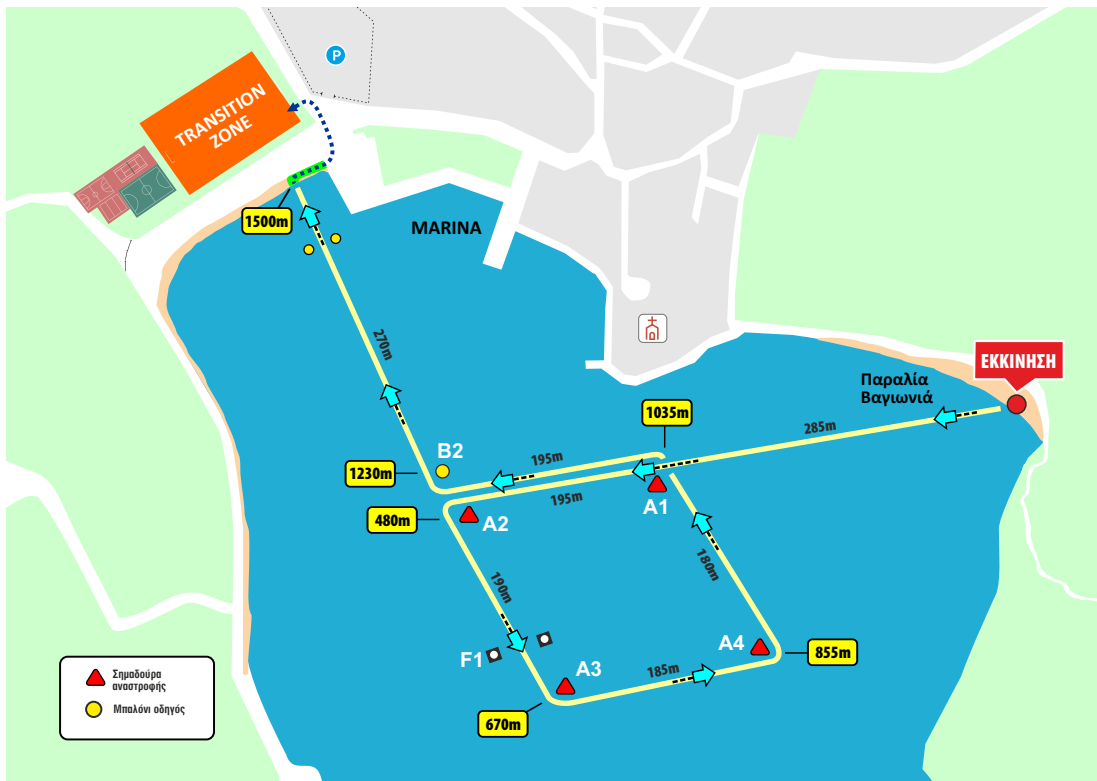 P
TRANSITION
ZONE
1500m
MARINA
270m
ΕΚΚΙΝΗΣΗ
Παραλία
Βαγιωνιά
1035m
285m
B2
195m
1230m
195m
A1
480m
A2
180m
190m
A4
F1
855m
A3
185m
670m
Σημαδούρα
αναστροφής
Μπαλόνι οδηγός